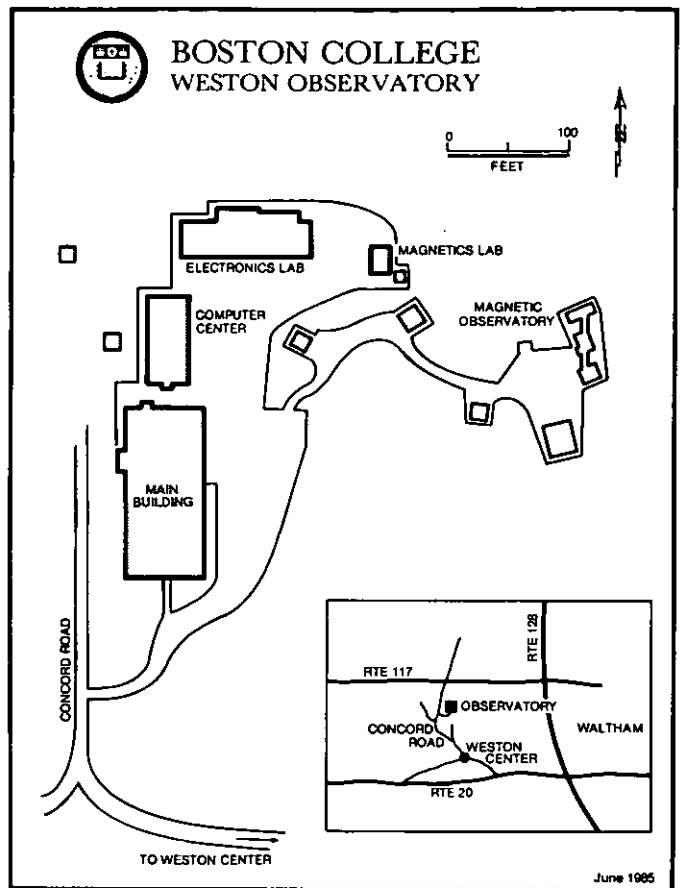 BOSTON COLLEGE
WESTON OBSERVATORY
0 100
FEET
N
MAGNETICS LAB
ELECTRONICS LAB
COMPUTER
CENTER
MAGNETIC
OBSERVATORY
MAIN
BUILDING
CONCORD ROAD
TO WESTON CENTER
RTE 128
RTE 117
OBSERVATORY
WALTHAM
CONCORD
ROAD
WESTON
CENTER
RTE 20
June 1985